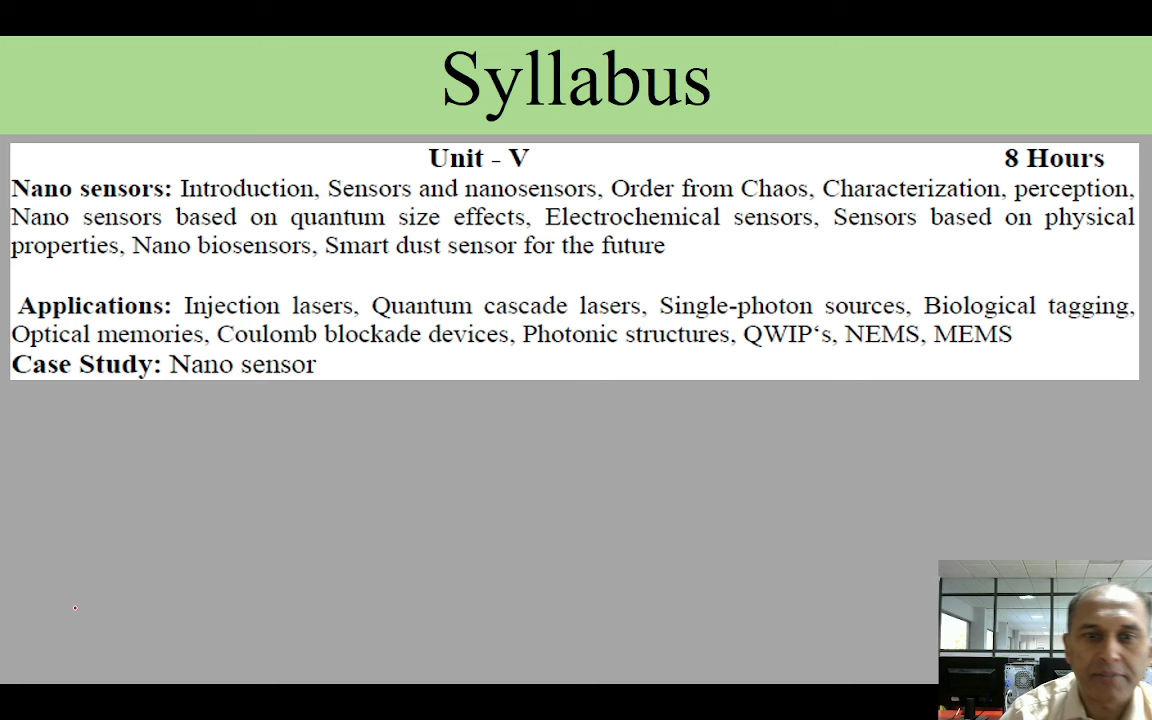 Syllabus
Unit - V 8 Hours
Nano sensors: Introduction, Sensors and nanosensors, Order from Chaos, Characterization, perception,
Nano sensors based on quantum size effects, Electrochemical sensors, Sensors based on physical
properties, Nano biosensors, Smart dust sensor for the future
Applications: Injection lasers, Quantum cascade lasers, Single-photon sources, Biological tagging,
Optical memories, Coulomb blockade devices, Photonic structures, QWIP‘s, NEMS, MEMS
Case Study: Nano sensor